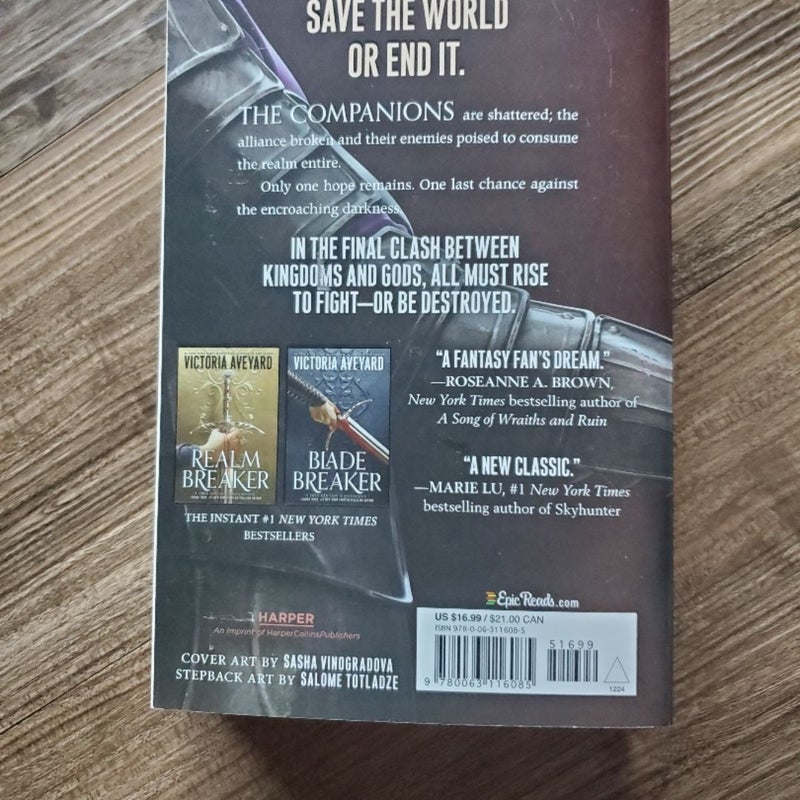 SAVE THE WORLD
OR END IT.
THE COMPANIONS are shattered; the
alliance broken and their enemies poised to consume
the realm entire.
Only one hope remains. One last chance against
the encroaching darkness.
IN THE FINAL CLASH BETWEEN
KINGDOMS AND GODS, ALL MUST RISE
TO FIGHT—OR BE DESTROYED.
VICTORIA AVEYARD
REALM
BREAKER
VICTORIA AVEYARD
BLADE
BREAKER
THE INSTANT #1 NEW YORK TIMES
BESTSELLERS
“A FANTASY FAN’S DREAM.”
—ROSEANNE A. BROWN,
New York Times bestselling author of
A Song of Wraiths and Ruin
“A NEW CLASSIC.”
—MARIE LU, #1 New York Times
bestselling author of Skyhunter
HARPER
An Imprint of HarperCollinsPublishers
COVER ART BY SASHA VINOGRADOVA
STEPBACK ART BY SALOME TOTLADZE
EpicReads.com
US $16.99 / $21.00 CAN
ISBN 978-0-06-311608-5
51699
9 780063 116085
1224